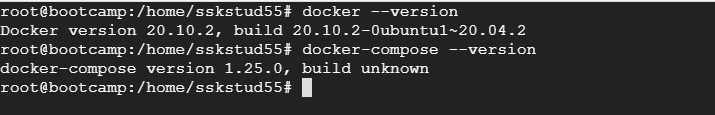 root@bootcamp:/home/sskstud55# docker --version
Docker version 20.10.2, build 20.10.2-0ubuntu1~20.04.2
root@bootcamp:/home/sskstud55# docker-compose --version
docker-compose version 1.25.0, build unknown
root@bootcamp:/home/sskstud55#